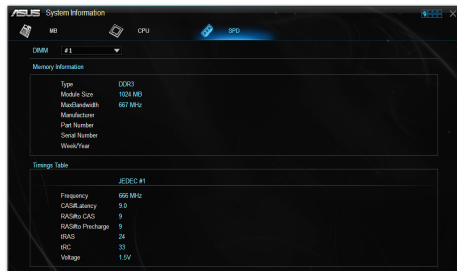 ASUS System Information
MB CPU SPD
DIMM #1
Memory Information
Type DDR3
Module Size 1024 MB
MaxBandwidth 667 MHz
Manufacturer
Part Number
Serial Number
Week/Year
Timings Table
JEDEC #1
Frequency 666 MHz
CAS#Latency 9.0
RAS#to CAS 9
RAS#to Precharge 9
tRAS 24
tRC 33
Voltage 1.5V